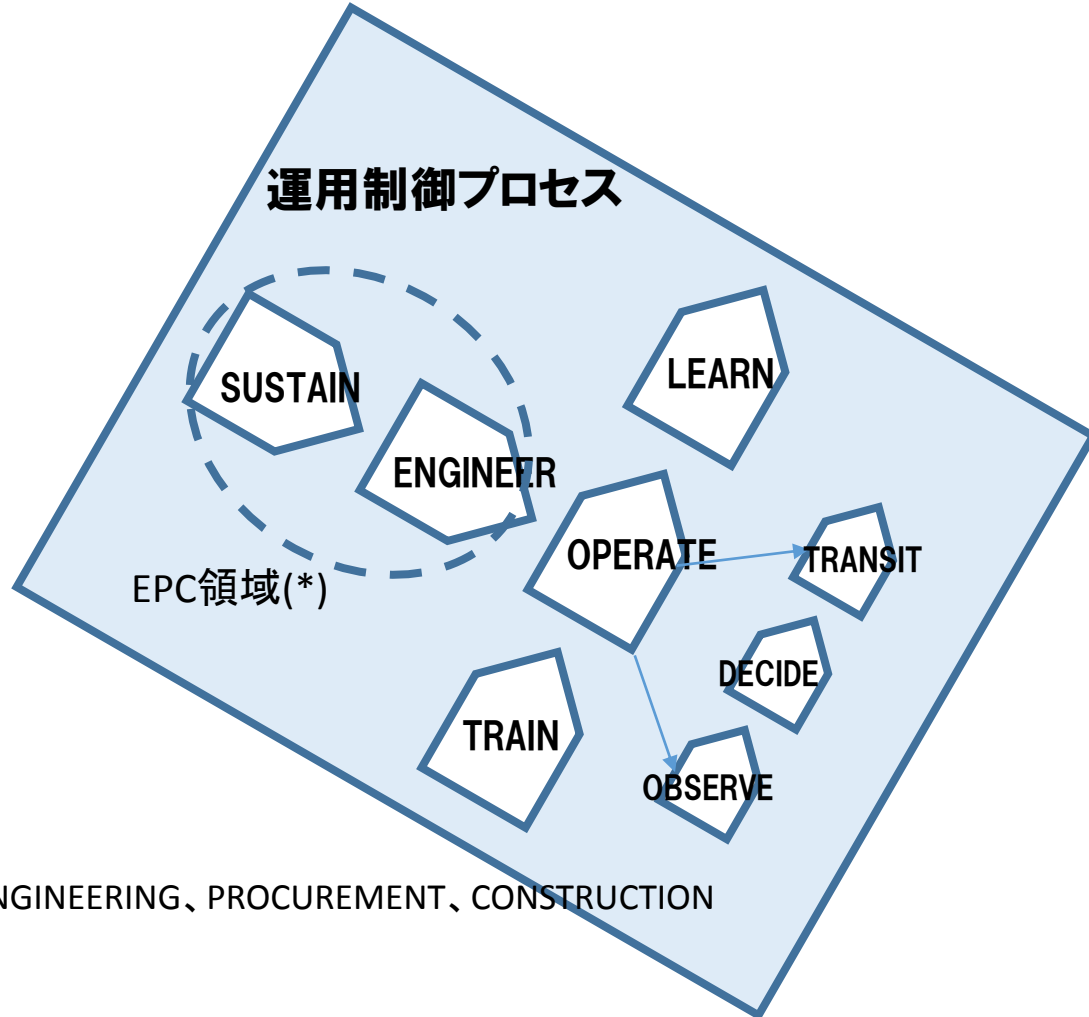 運用制御プロセス
SUSTAIN
LEARN
ENGINEER
OPERATE
TRANSIT
EPC領域(*)
DECIDE
TRAIN
OBSERVE
NGINEERING、PROCUREMENT、CONSTRUCTION